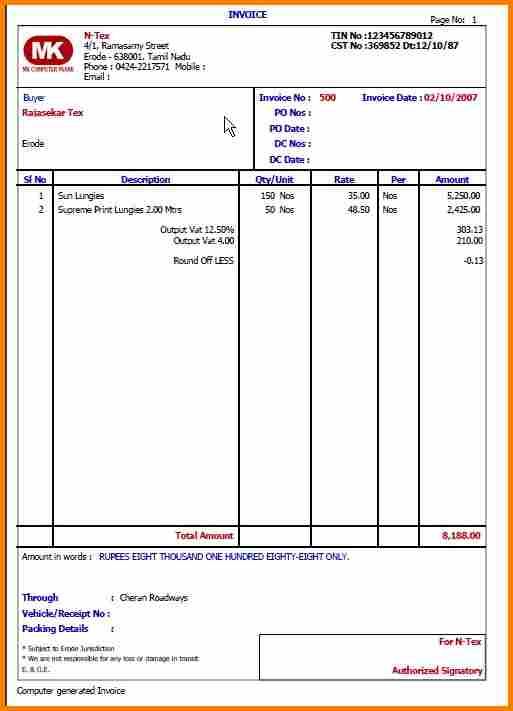 INVOICE
Page No: 1
MK
MK COMPUTER PRABE
N-Tex
4/1, Ramasamy Street
Erode - 638001, Tamil Nadu
Phone : 0424-2217571 Mobile :
Email :
TIN No :123456789012
CST No :369852 Dt:12/10/87
Buyer
Rajasekar Tex
Erode
Invoice No : 500 Invoice Date : 02/10/2007
PO Nos :
PO Date :
DC Nos :
DC Date :
Sl No Description Qty/Unit Rate Per Amount
1 Sun Lungies 150 Nos 35.00 Nos 5,250.00
2 Supreme Print Lungies 2.00 Mtrs 50 Nos 48.50 Nos 2,425.00
Output Vat 12.50% 303.13
Output Vat 4.00 210.00
Round Off LESS -0.13
Total Amount 8,188.00
Amount in words : RUPEES EIGHT THOUSAND ONE HUNDRED EIGHTY-EIGHT ONLY.
Through : Cheran Roadways
Vehicle/Receipt No :
Packing Details :
* Subject to Erode Jurisdiction
* We are not responsible for any loss or damage in transit
E. & O.E.
For N-Tex
Authorized Signatory
Computer generated Invoice